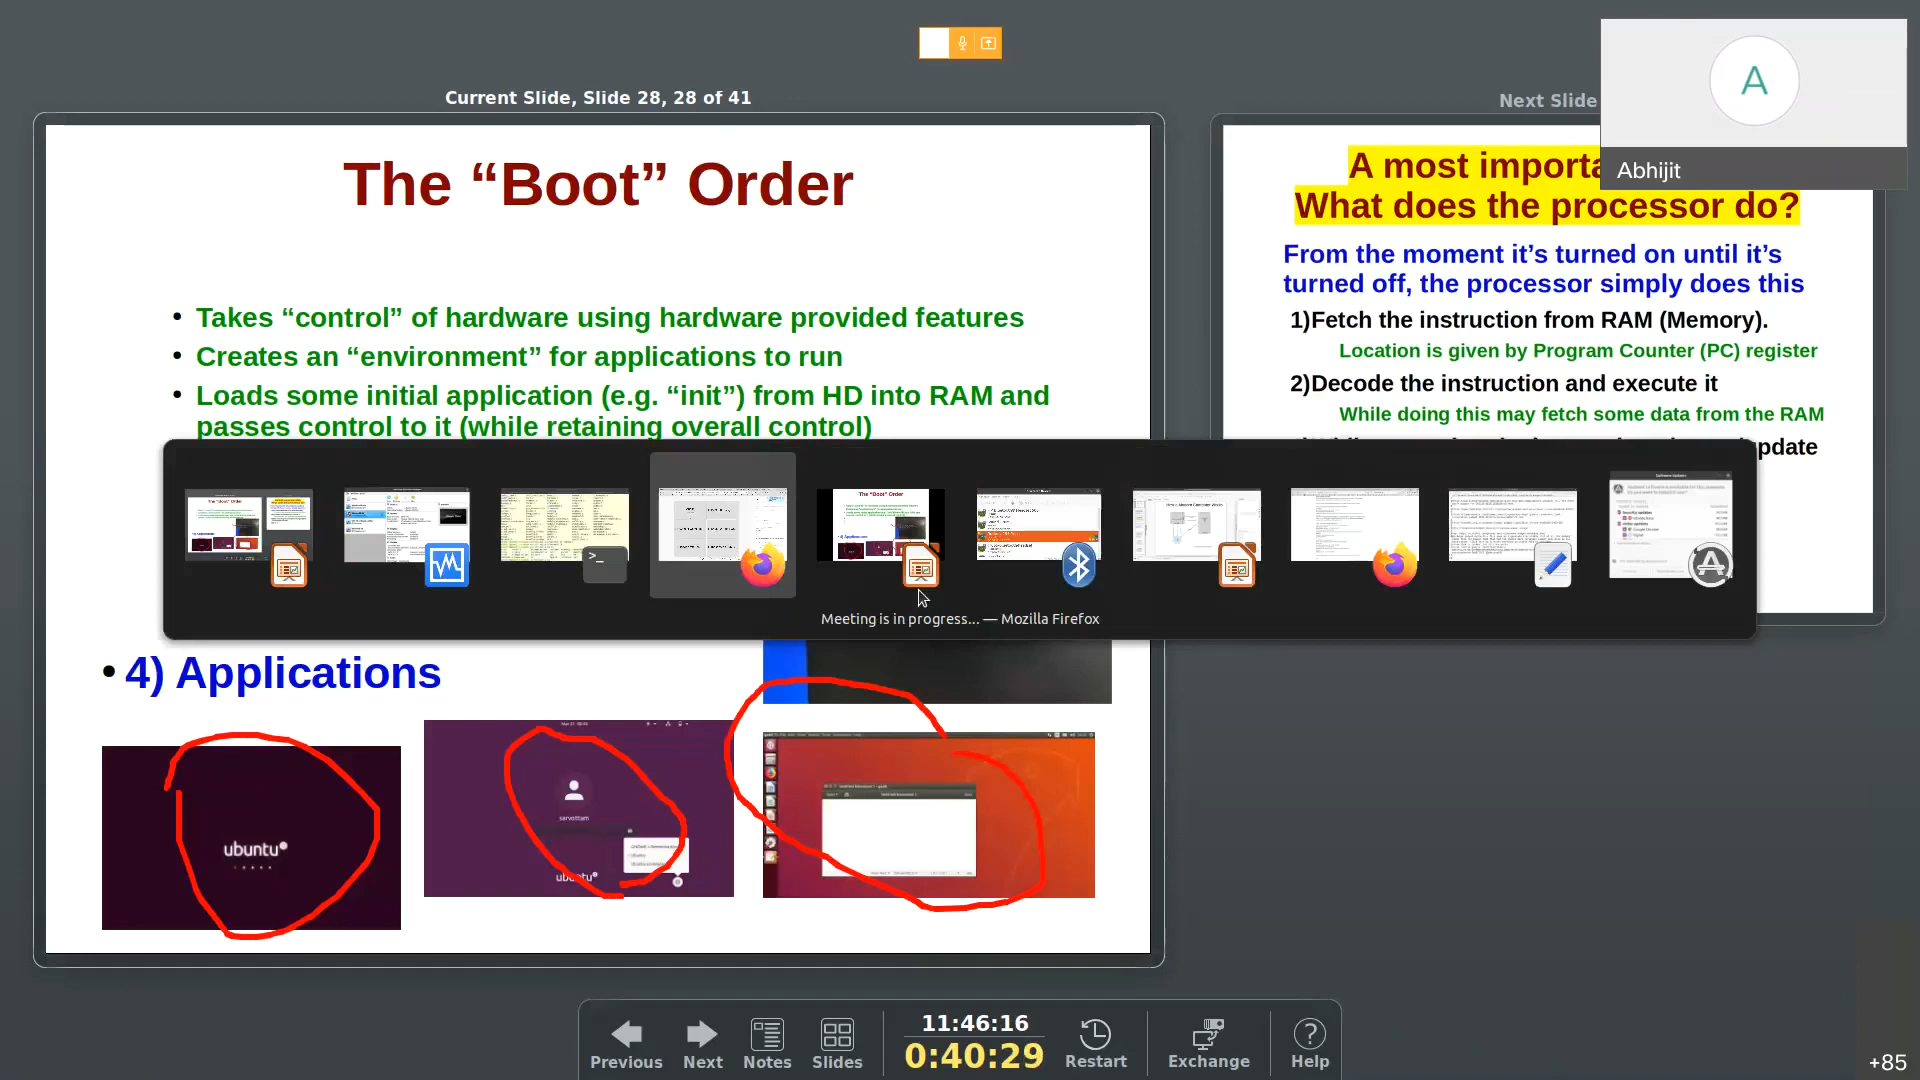 Current Slide, Slide 28, 28 of 41
The “Boot” Order
Takes “control” of hardware using hardware provided features
Creates an “environment” for applications to run
Loads some initial application (e.g. “init”) from HD into RAM and
passes control to it (while retaining overall control)
4) Applications
ubuntu
servottam
ubuntu
Next Slide
A
Abhijit
A most
What does the processor do?
From the moment it’s turned on until it’s
turned off, the processor simply does this
1)Fetch the instruction from RAM (Memory).
Location is given by Program Counter (PC) register
2)Decode the instruction and execute it
While doing this may fetch some data from the RAM
The “Boot” Order
Meeting is in progress... — Mozilla Firefox
Previous
Next
Notes
Slides
11:46:16
0:40:29
Restart
Exchange
Help
+85